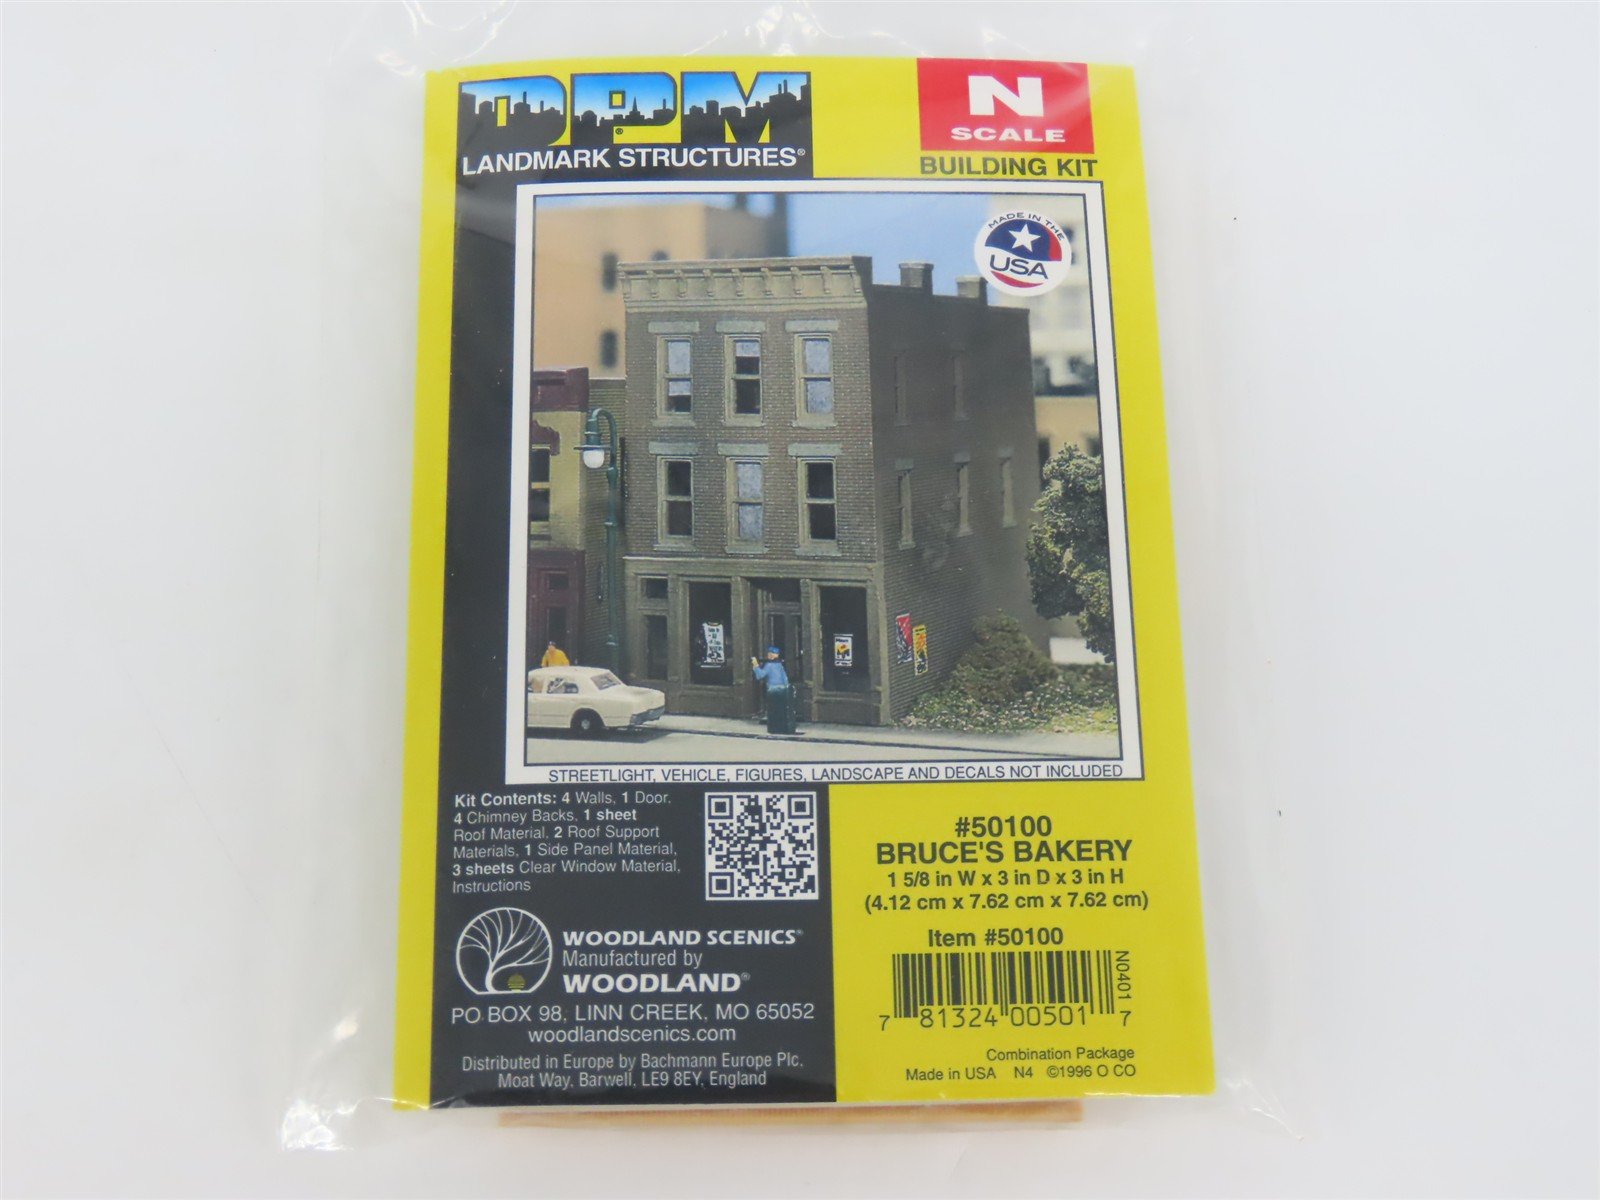 DPM®
LANDMARK STRUCTURES®
N
SCALE
BUILDING KIT
MADE IN THE
USA
STREETLIGHT, VEHICLE, FIGURES, LANDSCAPE AND DECALS NOT INCLUDED
Kit Contents: 4 Walls, 1 Door,
4 Chimney Backs, 1 sheet
Roof Material, 2 Roof Support
Materials, 1 Side Panel Material,
3 sheets Clear Window Material,
Instructions
WOODLAND SCENICS®
Manufactured by
WOODLAND®
PO BOX 98, LINN CREEK, MO 65052
woodlandscenics.com
Distributed in Europe by Bachmann Europe Plc.
Moat Way, Barwell, LE9 8EY, England
#50100
BRUCE'S BAKERY
1 5/8 in W x 3 in D x 3 in H
(4.12 cm x 7.62 cm x 7.62 cm)
Item #50100
N0401
7 81324 00501 7
Combination Package
Made in USA N4 ©1996 O CO